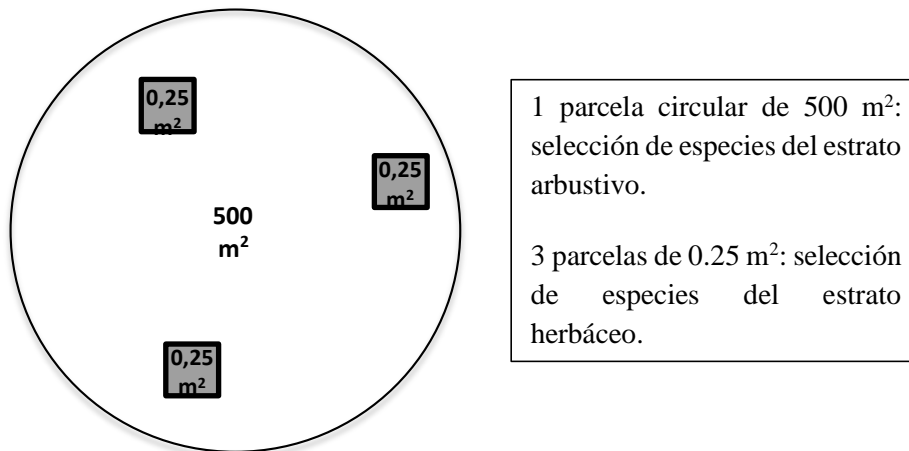 0,25
m²
0,25
m²
500
m²
0,25
m²
1 parcela circular de 500 m²:
selección de especies del estrato
arbustivo.
3 parcelas de 0.25 m²: selección
de especies del estrato
herbáceo.